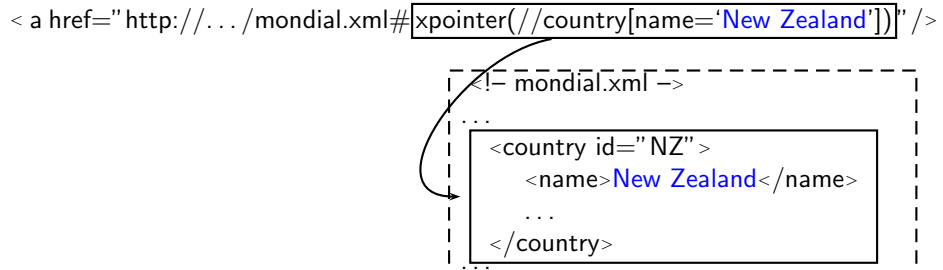 < a href="http://. . . /mondial.xml#xpointer(//country[name=‘New Zealand’])"/>
<!– mondial.xml –>
. . .
<country id="NZ">
<name>New Zealand</name>
. . .
</country>
. . .